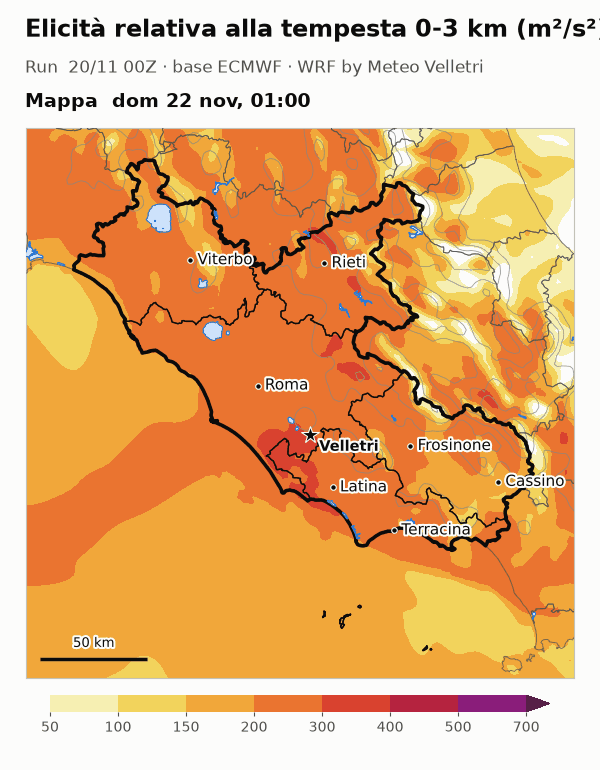 Elicità relativa alla tempesta 0-3 km (m²/s²)
Run 20/11 00Z · base ECMWF · WRF by Meteo Velletri
Mappa dom 22 nov, 01:00
Viterbo
Rieti
Roma
Velletri
Frosinone
Latina
Cassino
Terracina
50 km
50 100 150 200 300 400 500 700